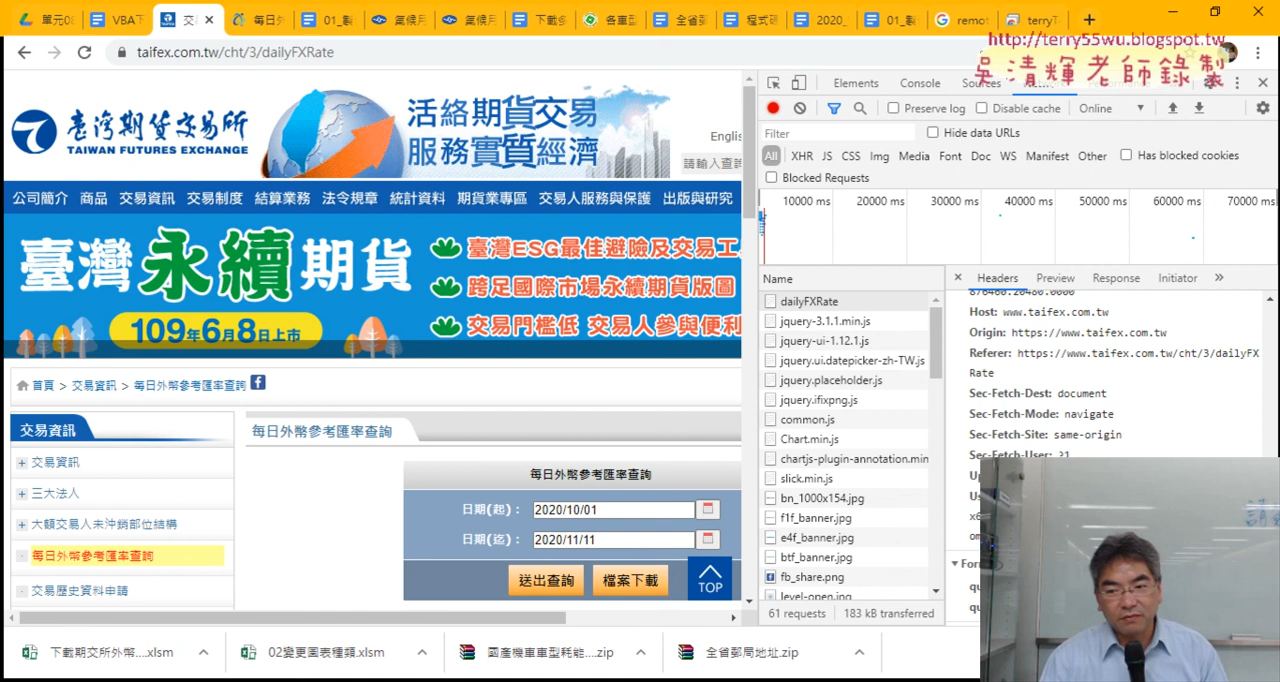 單元0
VBA下
交
每日外
01_製
氣候月
氣候月
下載多
各車型
全省郵
程式碼
2020_
01_製
remot
terryT
taifex.com.tw/cht/3/dailyFXRate
http://terry55wu.blogspot.tw
吳清輝老師錄製
臺灣期貨交易所
TAIWAN FUTURES EXCHANGE
活絡期貨交易
服務實質經濟
Englis
請輸入查詢
公司簡介 商品 交易資訊 交易制度 結算業務 法令規章 統計資料 期貨業專區 交易人服務與保護 出版與研究
臺灣永續期貨
109年6月8日上市
臺灣ESG最佳避險及交易工
跨足國際市場永續期貨版圖
交易門檻低 交易人參與便利
首頁 > 交易資訊 > 每日外幣參考匯率查詢
交易資訊
交易資訊
三大法人
大額交易人未沖銷部位結構
每日外幣參考匯率查詢
交易歷史資料申請
每日外幣參考匯率查詢
每日外幣參考匯率查詢
日期(起)： 2020/10/01
日期(迄)： 2020/11/11
送出查詢 檔案下載
TOP
Elements Console Sources
Preserve log Disable cache Online
Filter Hide data URLs
All XHR JS CSS Img Media Font Doc WS Manifest Other Has blocked cookies
Blocked Requests
10000 ms 20000 ms 30000 ms 40000 ms 50000 ms 60000 ms 70000 ms
Name
dailyFXRate
jquery-3.1.1.min.js
jquery-ui-1.12.1.js
jquery.ui.datepicker-zh-TW.js
jquery.placeholder.js
jquery.ifixpng.js
common.js
Chart.min.js
chartjs-plugin-annotation.min
slick.min.js
bn_1000x154.jpg
f1f_banner.jpg
e4f_banner.jpg
btf_banner.jpg
fb_share.png
level-open.jpg
61 requests 183 kB transferred
Headers Preview Response Initiator
876460.20480.0000
Host: www.taifex.com.tw
Origin: https://www.taifex.com.tw
Referer: https://www.taifex.com.tw/cht/3/dailyFX
Rate
Sec-Fetch-Dest: document
Sec-Fetch-Mode: navigate
Sec-Fetch-Site: same-origin
Sec-Fetch-User: ?1
下載期交所外幣....xlsm
02變更圖表種類.xlsm
國產機車車型耗能....zip
全省郵局地址.zip